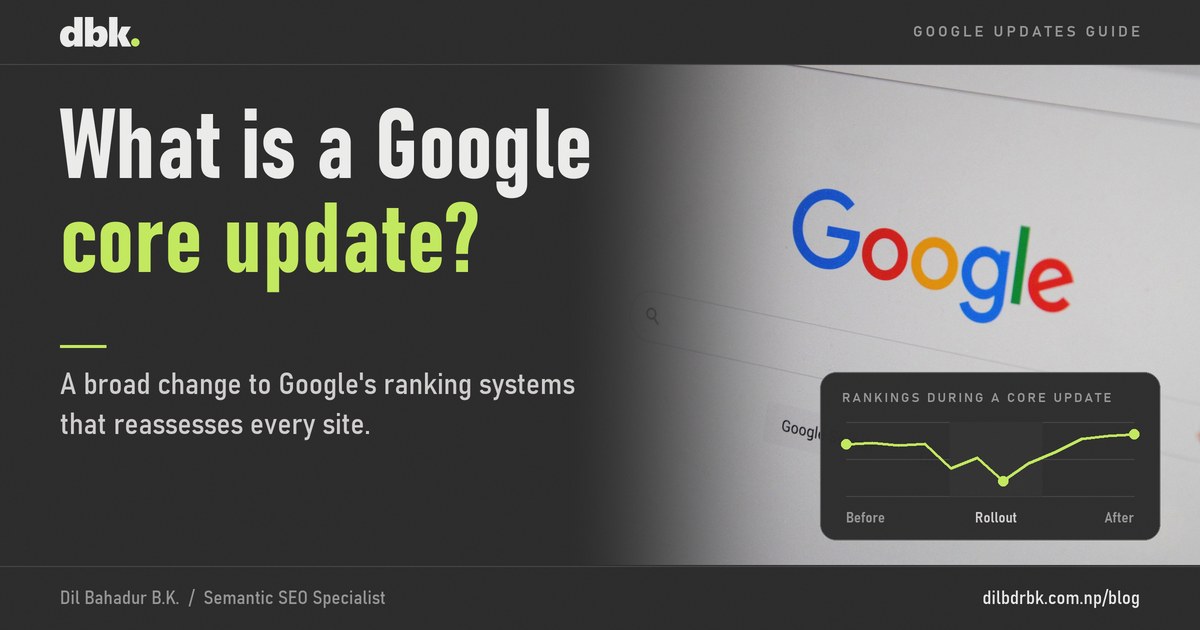 dbk.
GOOGLE UPDATES GUIDE
What is a Google
core update?
A broad change to Google's ranking systems
that reassesses every site.
Google
Google
RANKINGS DURING A CORE UPDATE
Before
Rollout
After
Dil Bahadur B.K. / Semantic SEO Specialist
dilbdrbk.com.np/blog